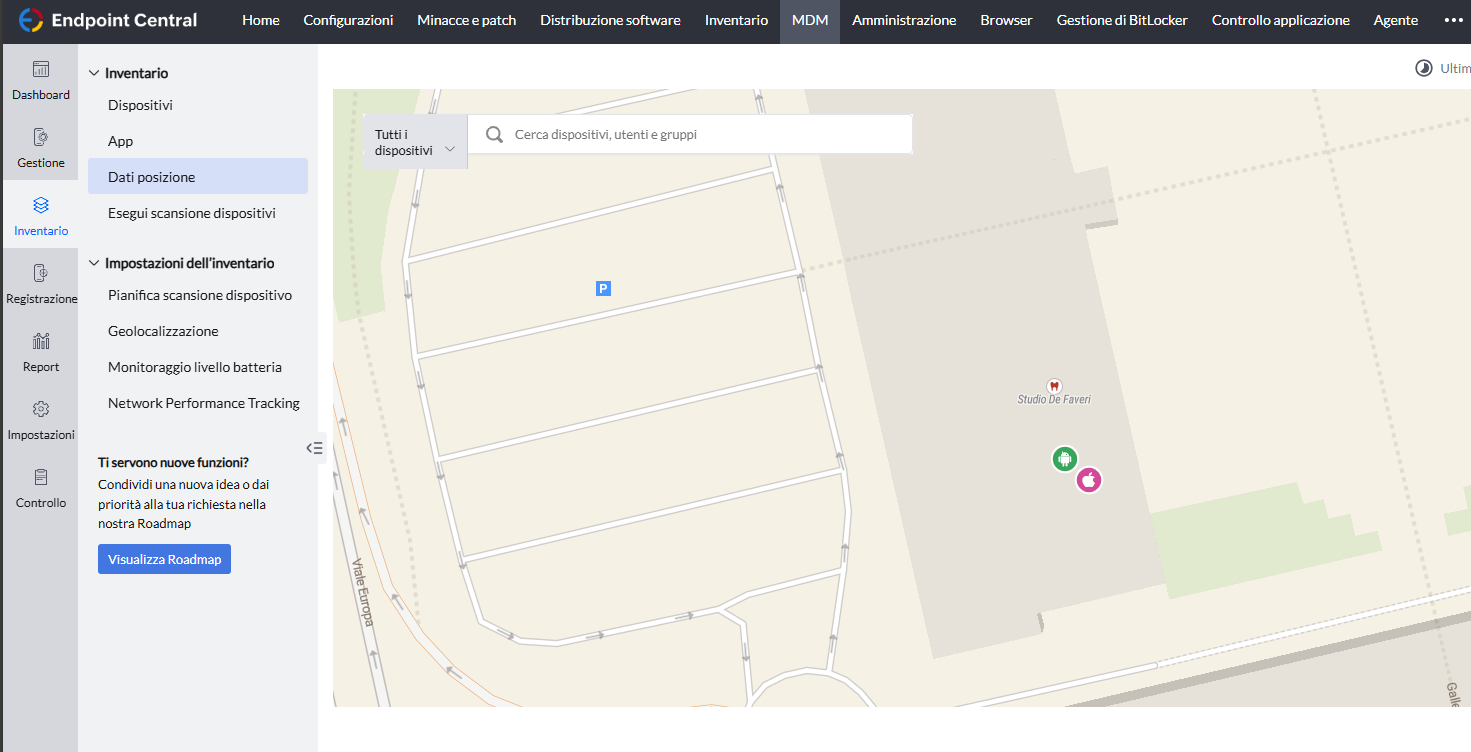 Endpoint Central
Home
Configurazioni
Minacce e patch
Distribuzione software
Inventario
MDM
Amministrazione
Browser
Gestione di BitLocker
Controllo applicazione
Agente
Dashboard
Gestione
Inventario
Registrazione
Report
Impostazioni
Controllo
Inventario
Dispositivi
App
Dati posizione
Esegui scansione dispositivi
Impostazioni dell'inventario
Pianifica scansione dispositivo
Geolocalizzazione
Monitoraggio livello batteria
Network Performance Tracking
Ti servono nuove funzioni?
Condividi una nuova idea o dai
priorità alla tua richiesta nella
nostra Roadmap
Visualizza Roadmap
Ultim
Tutti i
dispositivi
Cerca dispositivi, utenti e gruppi
P
Studio De Faveri
Viale Europa
Galle